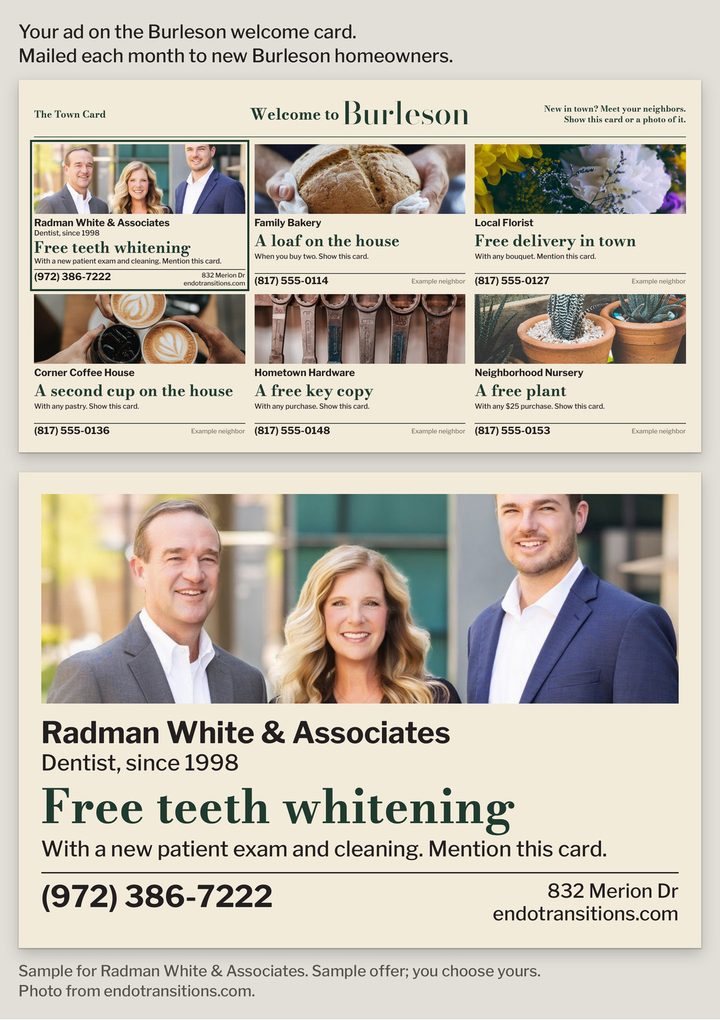 Your ad on the Burleson welcome card.
Mailed each month to new Burleson homeowners.
The Town Card
Welcome to Burleson
New in town? Meet your neighbors.
Show this card or a photo of it.
Radman White & Associates
Dentist, since 1998
Free teeth whitening
With a new patient exam and cleaning. Mention this card.
(972) 386-7222
832 Merion Dr
endotransitions.com
Family Bakery
A loaf on the house
When you buy two. Show this card.
(817) 555-0114
Example neighbor
Local Florist
Free delivery in town
With any bouquet. Mention this card.
(817) 555-0127
Example neighbor
Corner Coffee House
A second cup on the house
With any pastry. Show this card.
(817) 555-0136
Example neighbor
Hometown Hardware
A free key copy
With any purchase. Show this card.
(817) 555-0148
Example neighbor
Neighborhood Nursery
A free plant
With any $25 purchase. Show this card.
(817) 555-0153
Example neighbor
Radman White & Associates
Dentist, since 1998
Free teeth whitening
With a new patient exam and cleaning. Mention this card.
(972) 386-7222
832 Merion Dr
endotransitions.com
Sample for Radman White & Associates. Sample offer; you choose yours.
Photo from endotransitions.com.